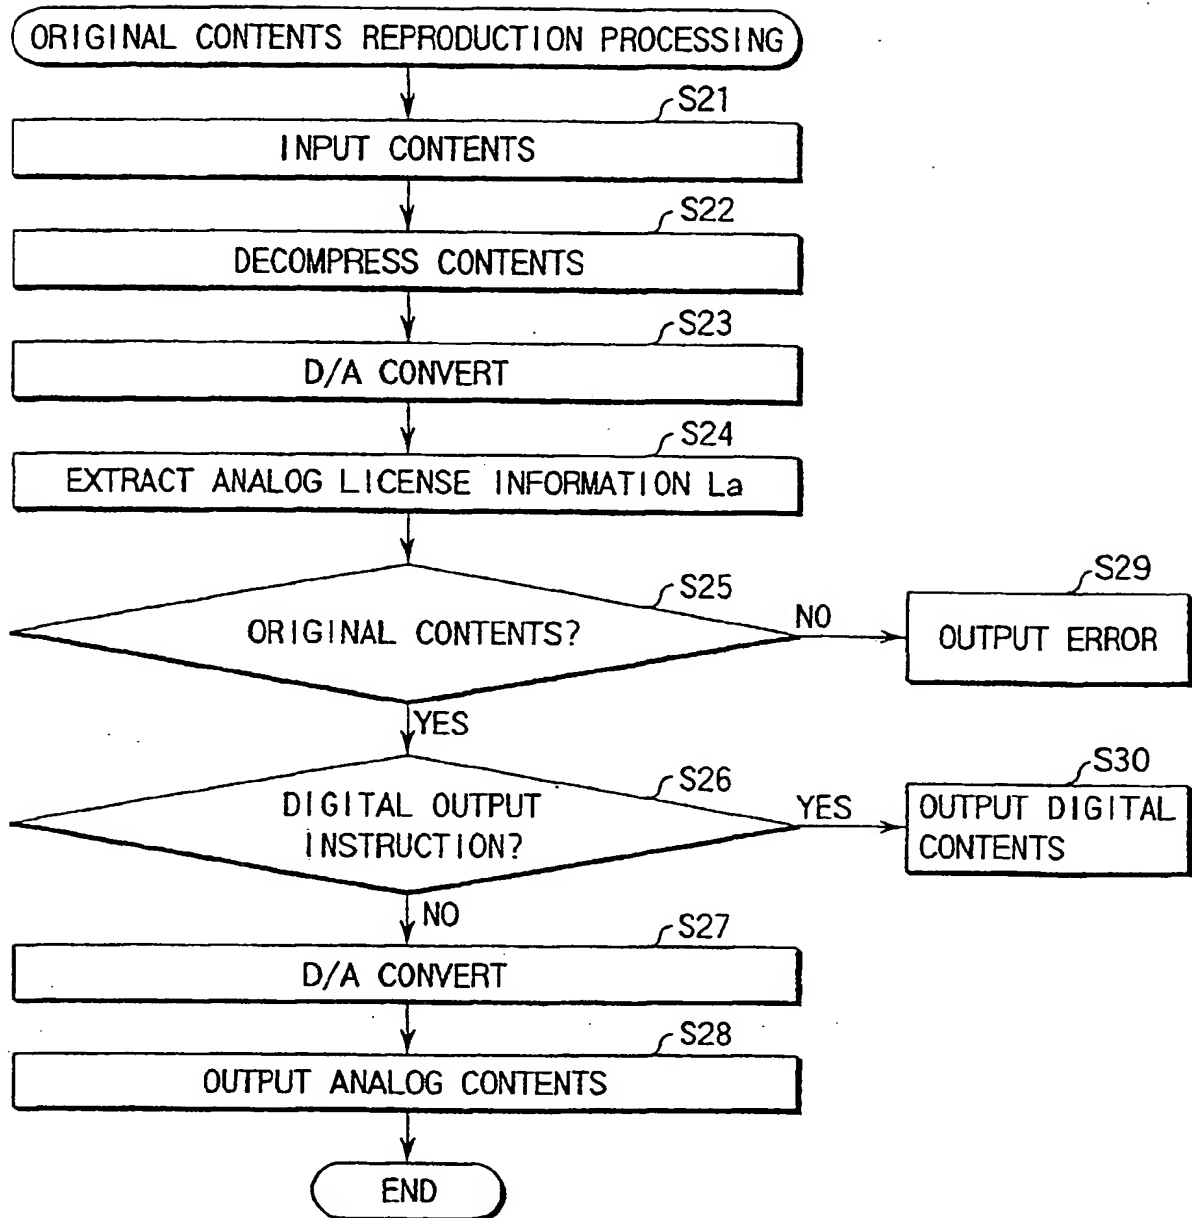 ORIGINAL CONTENTS REPRODUCTION PROCESSING
S21
INPUT CONTENTS
S22
DECOMPRESS CONTENTS
S23
D/A CONVERT
S24
EXTRACT ANALOG LICENSE INFORMATION La
S25
ORIGINAL CONTENTS?
NO
S29
OUTPUT ERROR
YES
S26
DIGITAL OUTPUT
INSTRUCTION?
YES
S30
OUTPUT DIGITAL
CONTENTS
NO
S27
D/A CONVERT
S28
OUTPUT ANALOG CONTENTS
END